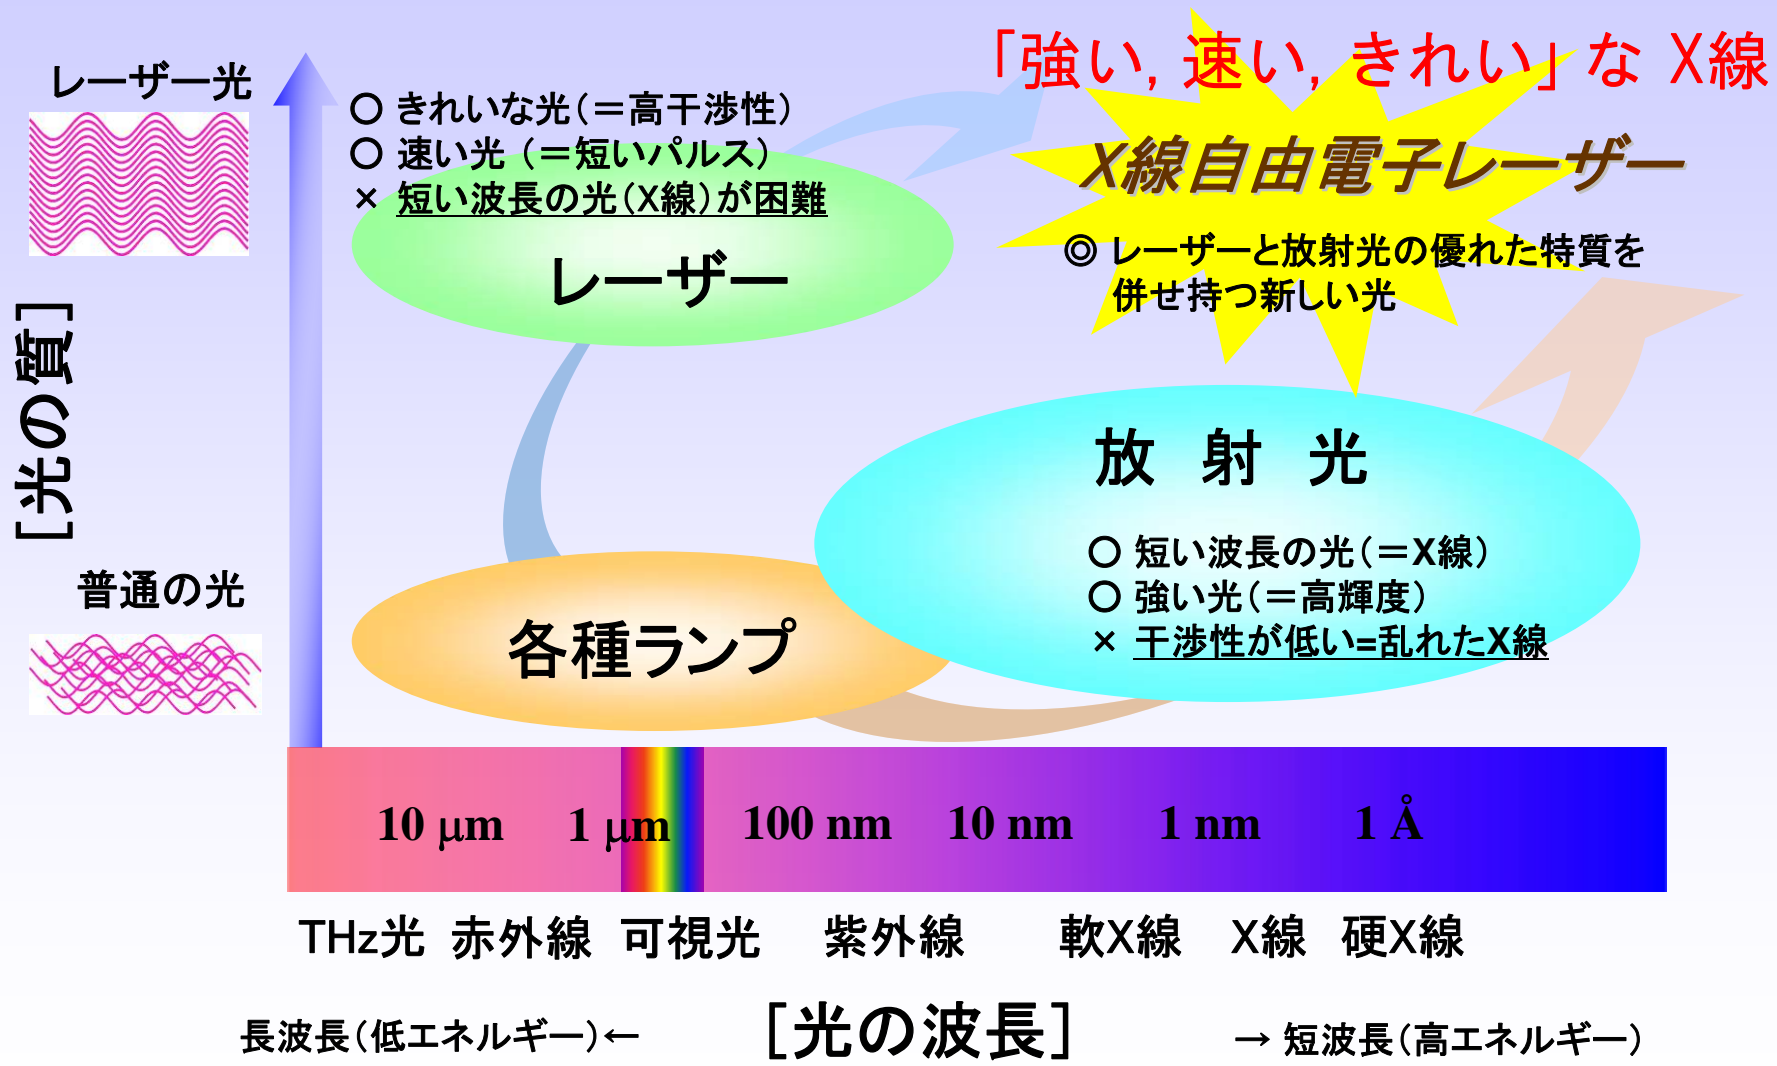 「強い, 速い, きれい」な X線
レーザー光
○ きれいな光（＝高干渉性）
○ 速い光 （＝短いパルス）
× 短い波長の光（X線）が困難
レーザー
X線自由電子レーザー
◎ レーザーと放射光の優れた特質を
併せ持つ新しい光
［光の質］
放 射 光
○ 短い波長の光（＝X線）
○ 強い光（＝高輝度）
× 干渉性が低い=乱れたX線
普通の光
各種ランプ
10 μm 1 μm 100 nm 10 nm 1 nm 1 Å
THz光 赤外線 可視光 紫外線 軟X線 X線 硬X線
長波長（低エネルギー）← ［光の波長］ → 短波長（高エネルギー）